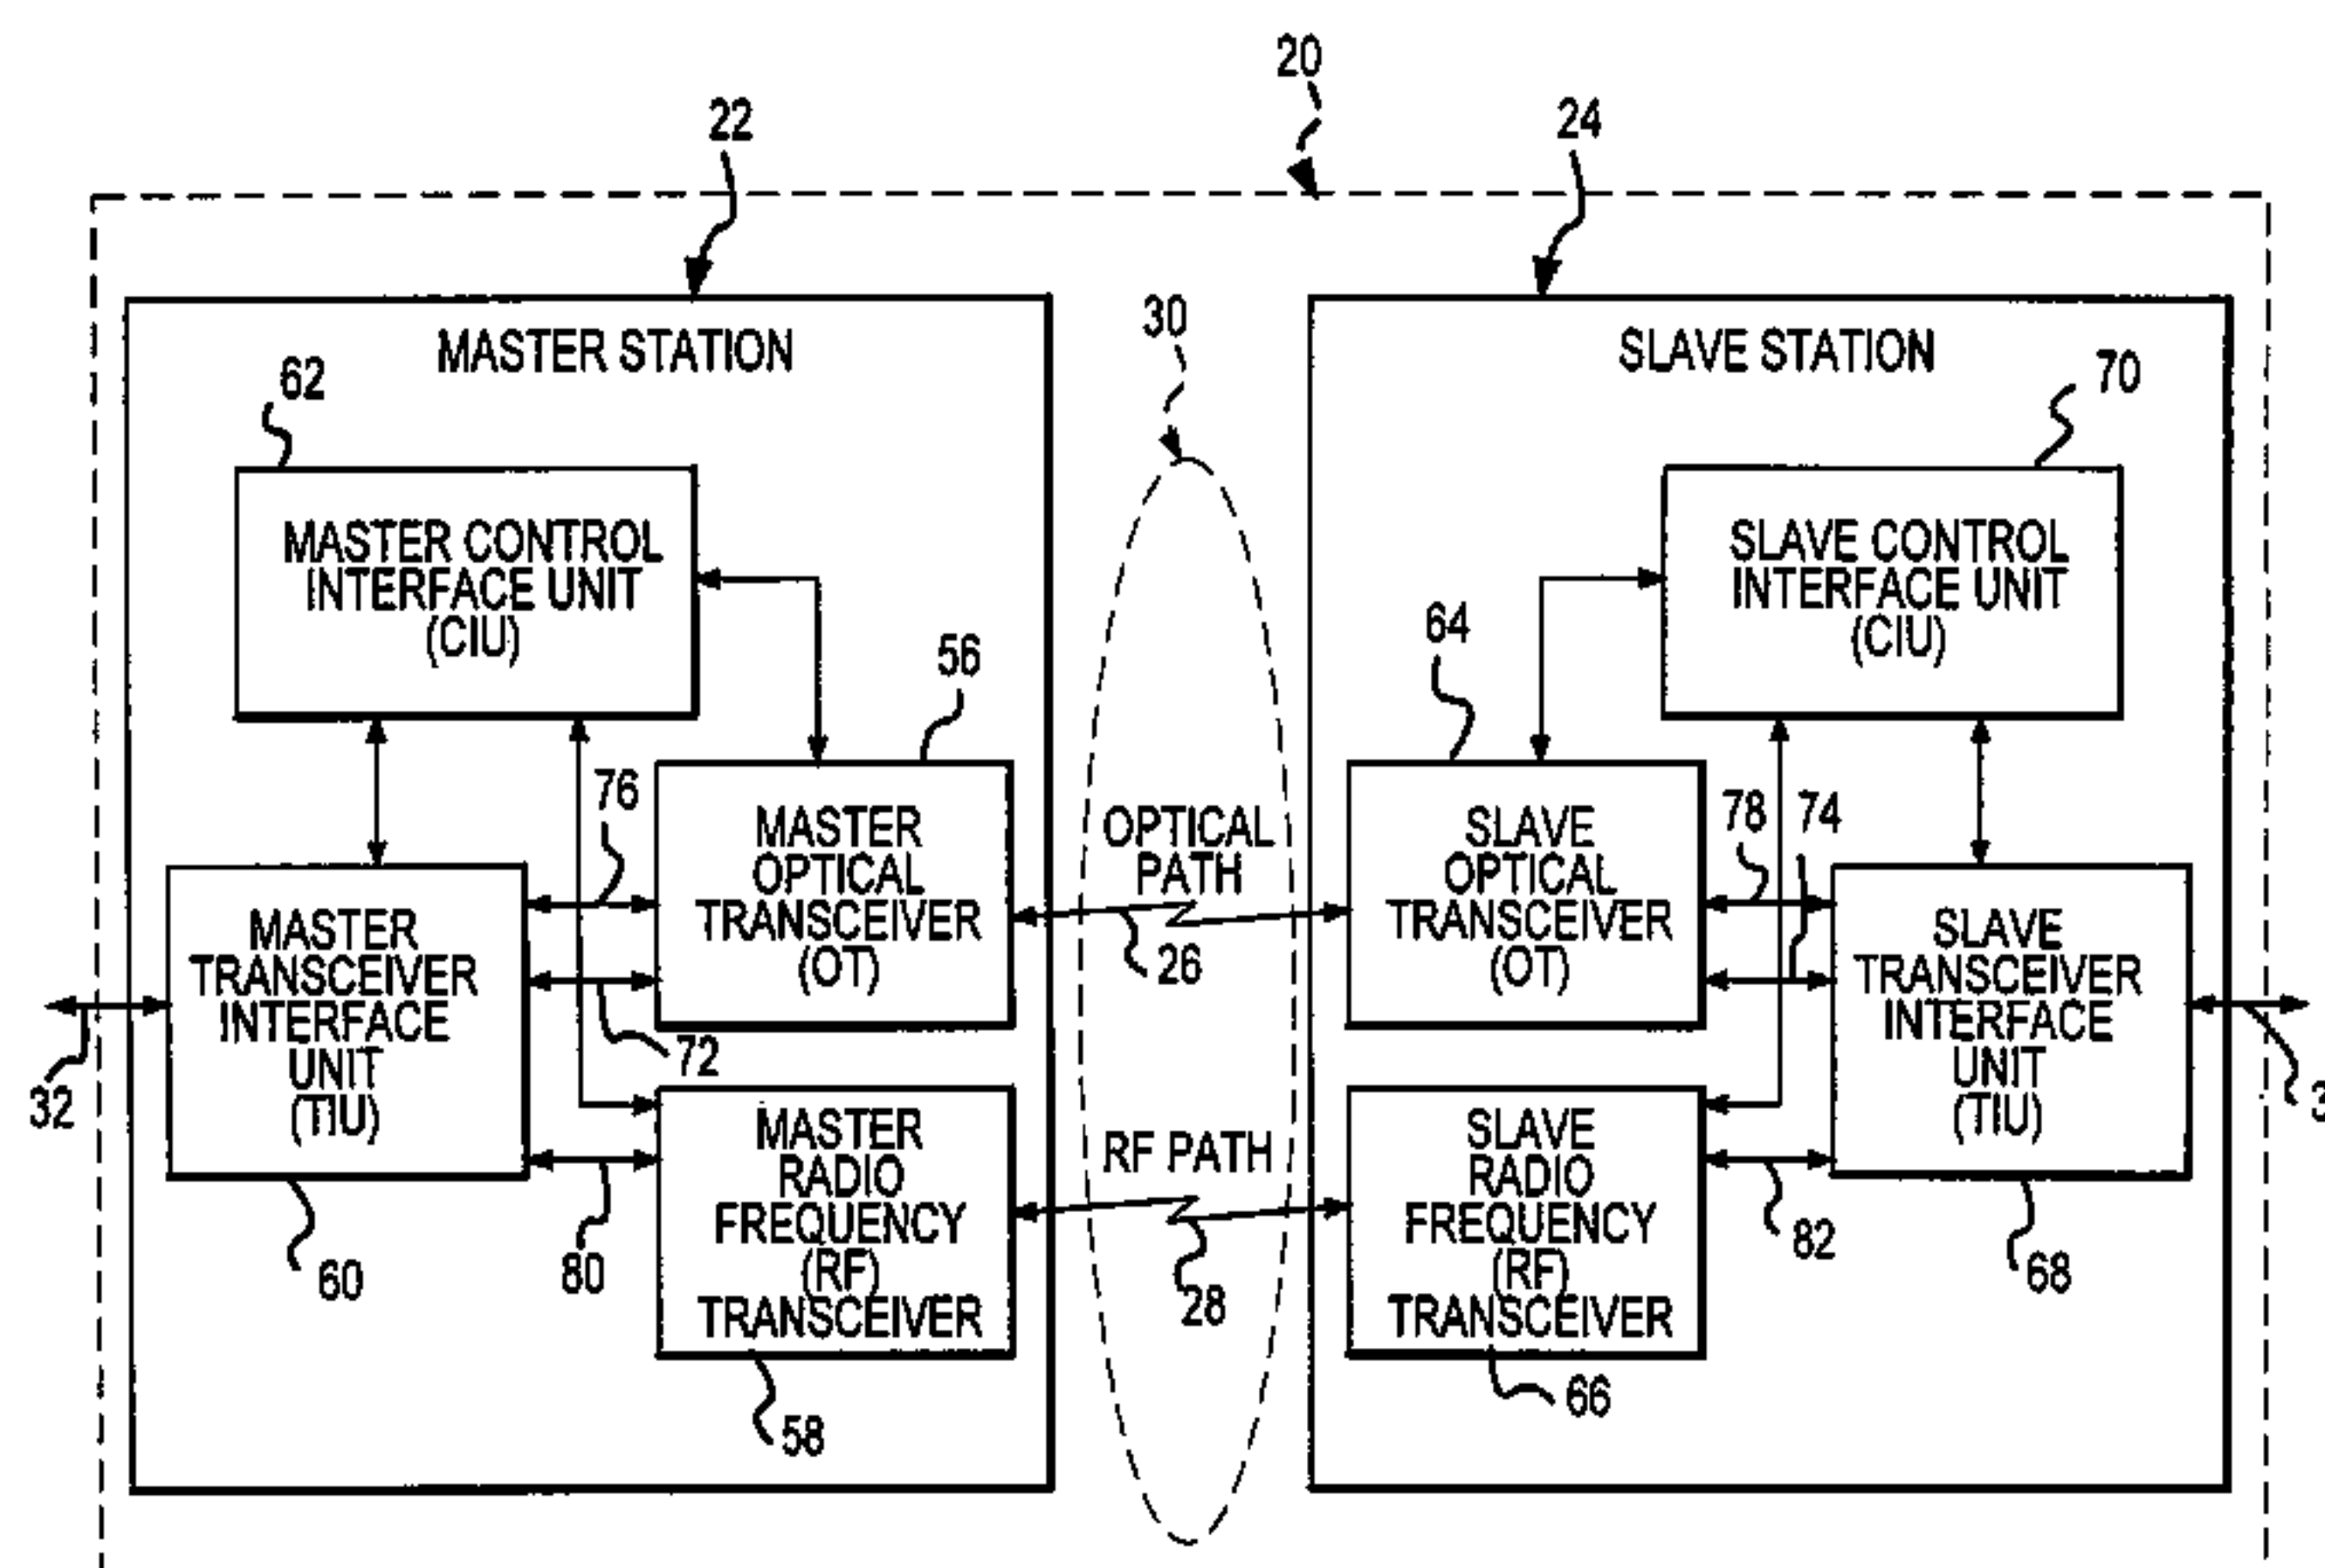 20
22
24
30
MASTER STATION
SLAVE STATION
62
70
MASTER CONTROL
INTERFACE UNIT
(CIU)
SLAVE CONTROL
INTERFACE UNIT
(CIU)
56
64
76
78
74
MASTER
OPTICAL
TRANSCEIVER
(OT)
OPTICAL
PATH
SLAVE
OPTICAL
TRANSCEIVER
(OT)
MASTER
TRANSCEIVER
INTERFACE
UNIT
(TIU)
SLAVE
TRANSCEIVER
INTERFACE
UNIT
(TIU)
26
72
32
3
MASTER
RADIO
FREQUENCY
(RF)
TRANSCEIVER
RF PATH
SLAVE
RADIO
FREQUENCY
(RF)
TRANSCEIVER
60
80
28
82
68
58
66